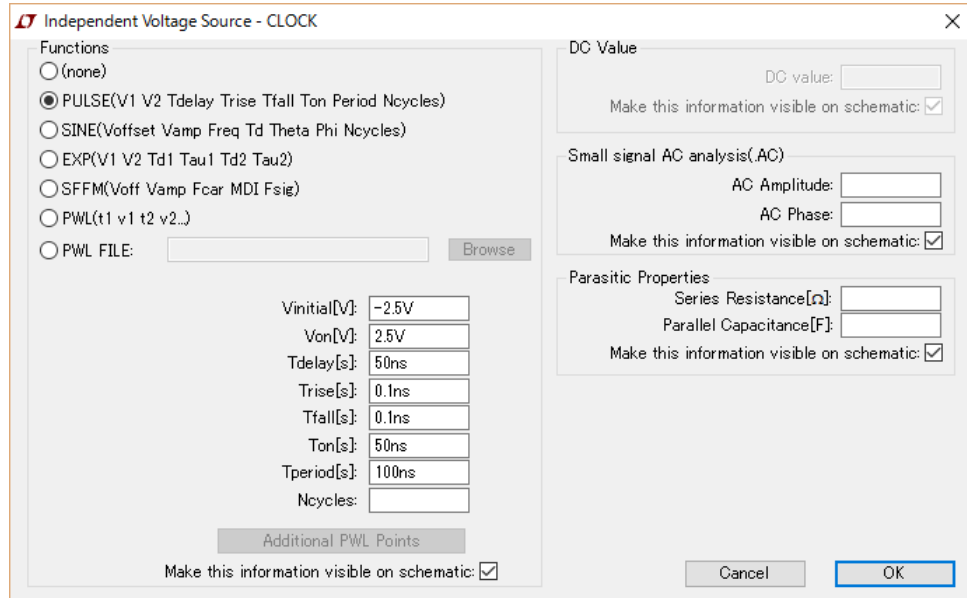 Independent Voltage Source - CLOCK
Functions
(none)
PULSE(V1 V2 Tdelay Trise Tfall Ton Period Ncycles)
SINE(Voffset Vamp Freq Td Theta Phi Ncycles)
EXP(V1 V2 Td1 Tau1 Td2 Tau2)
SFFM(Voff Vamp Fcar MDI Fsig)
PWL(t1 v1 t2 v2...)
PWL FILE: Browse
Vinitial[V]: -2.5V
Von[V]: 2.5V
Tdelay[s]: 50ns
Trise[s]: 0.1ns
Tfall[s]: 0.1ns
Ton[s]: 50ns
Tperiod[s]: 100ns
Ncycles:
Additional PWL Points
Make this information visible on schematic:
DC Value
DC value:
Make this information visible on schematic:
Small signal AC analysis(.AC)
AC Amplitude:
AC Phase:
Make this information visible on schematic:
Parasitic Properties
Series Resistance[Ω]:
Parallel Capacitance[F]:
Make this information visible on schematic:
Cancel OK